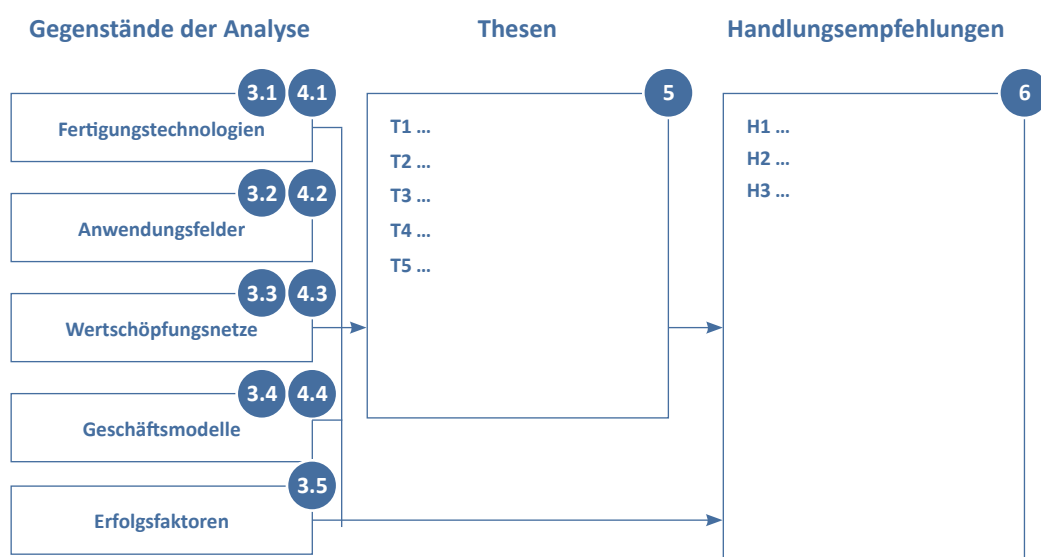 Gegenstände der Analyse
3.1 4.1
Fertigungstechnologien
3.2 4.2
Anwendungsfelder
3.3 4.3
Wertschöpfungsnetze
3.4 4.4
Geschäftsmodelle
3.5
Erfolgsfaktoren
Thesen
5
T1 ...
T2 ...
T3 ...
T4 ...
T5 ...
Handlungsempfehlungen
6
H1 ...
H2 ...
H3 ...